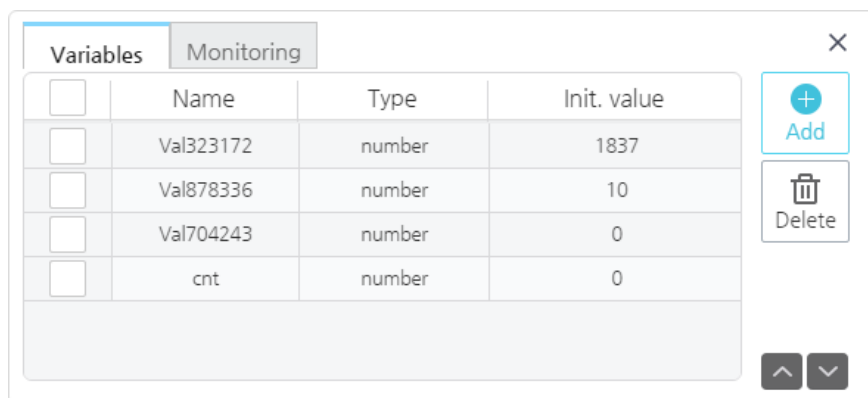 Variables Monitoring
Name Type Init. value
Val323172 number 1837
Val878336 number 10
Val704243 number 0
cnt number 0
Add
Delete